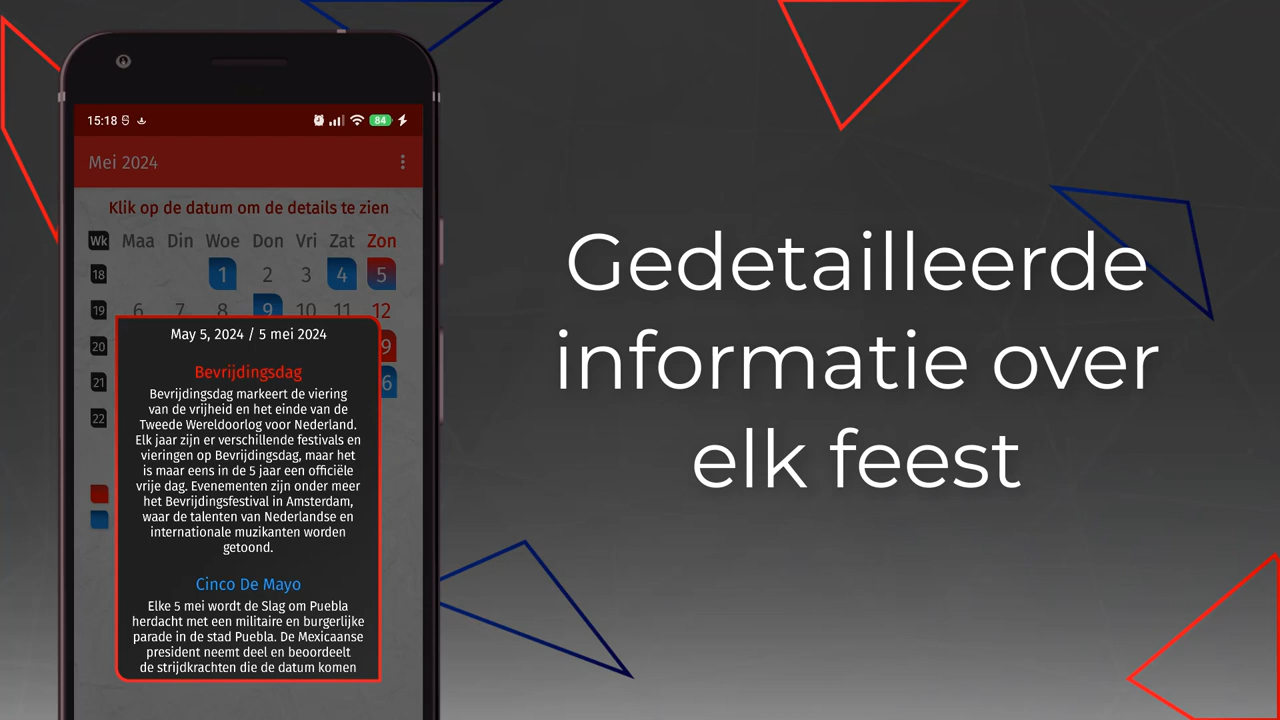 15:18
84
Mei 2024
Klik op de datum om de details te zien
Wk Maa Din Woe Don Vri Zat Zon
18 1 2 3 4 5
19 6 7 8 9 10 11 12
20 9
21 6
22
May 5, 2024 / 5 mei 2024
Bevrijdingsdag
Bevrijdingsdag markeert de viering
van de vrijheid en het einde van de
Tweede Wereldoorlog voor Nederland.
Elk jaar zijn er verschillende festivals en
vieringen op Bevrijdingsdag, maar het
is maar eens in de 5 jaar een officiële
vrije dag. Evenementen zijn onder meer
het Bevrijdingsfestival in Amsterdam,
waar de talenten van Nederlandse en
internationale muzikanten worden
getoond.
Cinco De Mayo
Elke 5 mei wordt de Slag om Puebla
herdacht met een militaire en burgerlijke
parade in de stad Puebla. De Mexicaanse
president neemt deel en beoordeelt
de strijdkrachten die de datum komen
Gedetailleerde
informatie over
elk feest